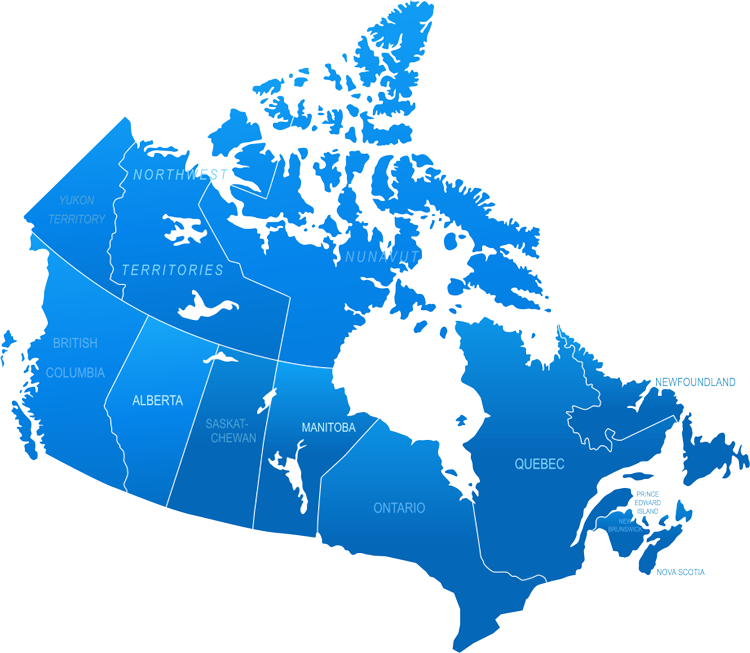 YUKON
TERRITORY
NORTHWEST
TERRITORIES
NUNAVUT
BRITISH
COLUMBIA
ALBERTA
SASKAT-
CHEWAN
MANITOBA
ONTARIO
QUEBEC
NEWFOUNDLAND
PRINCE
EDWARD
ISLAND
NEW
BRUNSWICK
NOVA SCOTIA